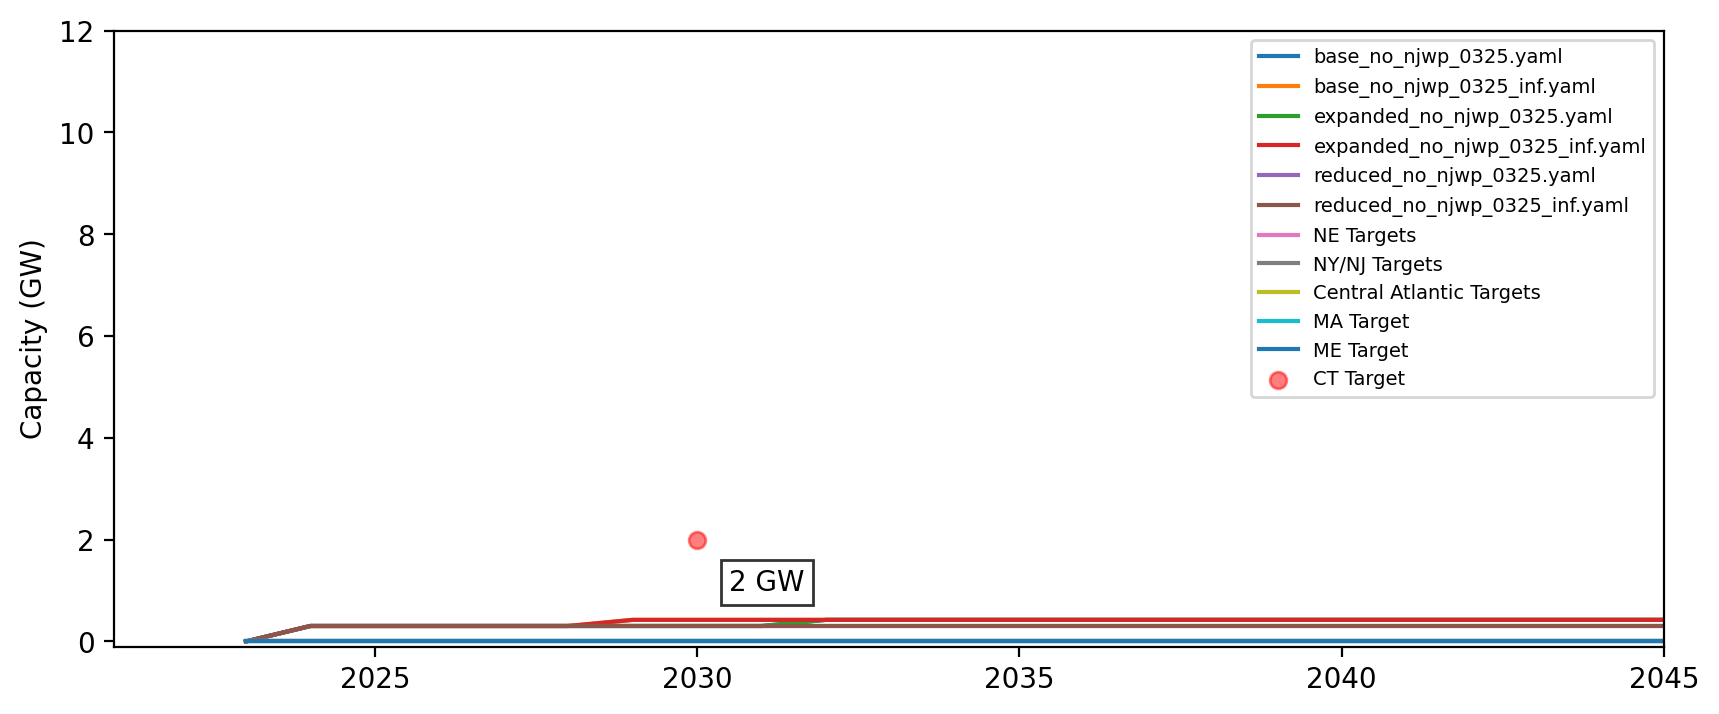 12
10
8
6
4
2
0
Capacity (GW)
base_no_njwp_0325.yaml
base_no_njwp_0325_inf.yaml
expanded_no_njwp_0325.yaml
expanded_no_njwp_0325_inf.yaml
reduced_no_njwp_0325.yaml
reduced_no_njwp_0325_inf.yaml
NE Targets
NY/NJ Targets
Central Atlantic Targets
MA Target
ME Target
CT Target
2 GW
2025
2030
2035
2040
2045